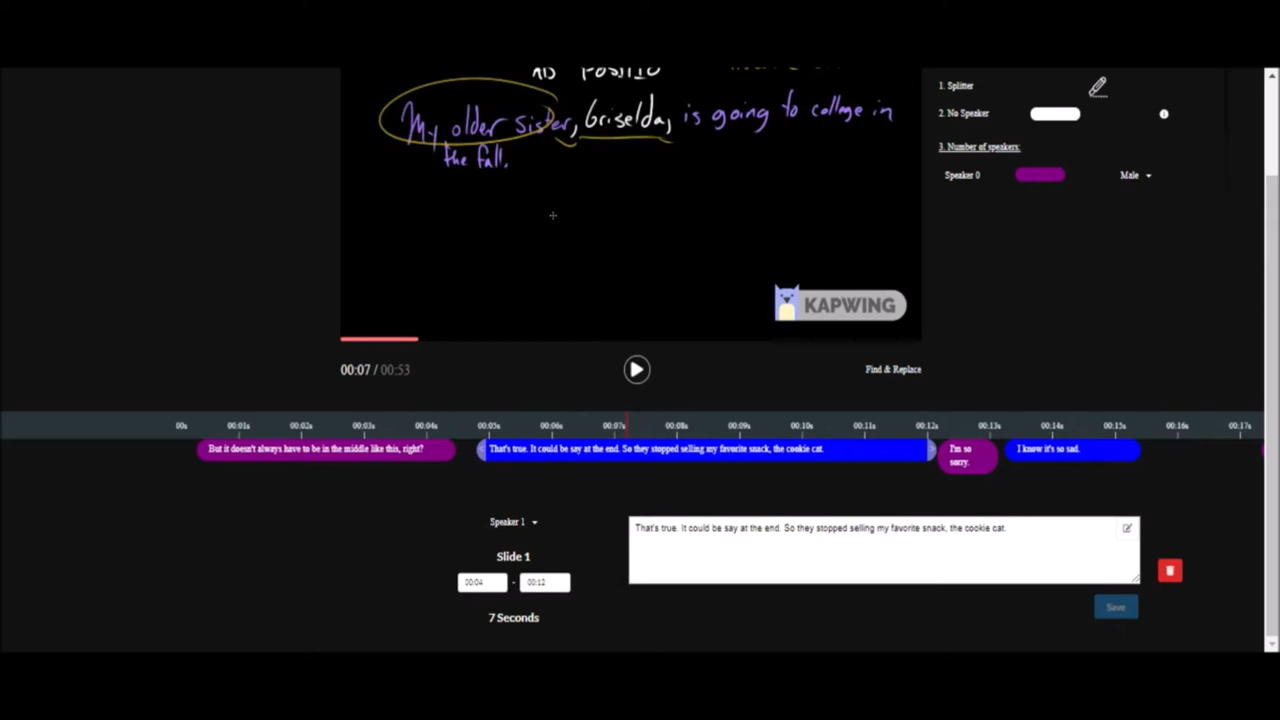 My older sister, Griselda, is going to college in
the fall.
KAPWING
1. Splitter
2. No Speaker
3. Number of speakers:
Speaker 0 Male
00:07 / 00:53
Find & Replace
00s 00:01s 00:02s 00:03s 00:04s 00:05s 00:06s 00:07s 00:08s 00:09s 00:10s 00:11s 00:12s 00:13s 00:14s 00:15s 00:16s 00:17s
But it doesn't always have to be in the middle like this, right?
That's true. It could be say at the end. So they stopped selling my favorite snack, the cookie cat.
I'm so
sorry.
I know it's so sad.
Speaker 1
Slide 1
00:04 - 00:12
7 Seconds
That's true. It could be say at the end. So they stopped selling my favorite snack, the cookie cat.
Save